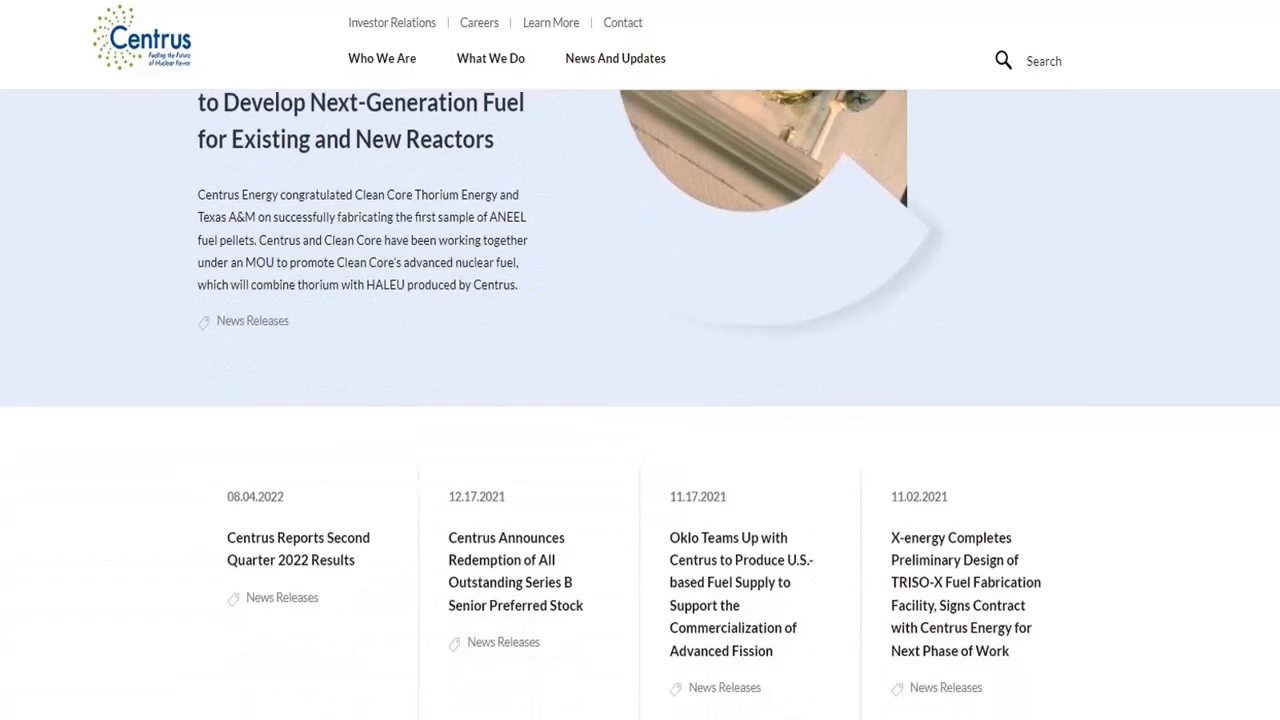 Centrus
Fueling the Future
of Nuclear Power
Investor Relations
Careers
Learn More
Contact
Who We Are
What We Do
News And Updates
Search
to Develop Next-Generation Fuel
for Existing and New Reactors
Centrus Energy congratulated Clean Core Thorium Energy and
Texas A&M on successfully fabricating the first sample of ANEEL
fuel pellets. Centrus and Clean Core have been working together
under an MOU to promote Clean Core's advanced nuclear fuel,
which will combine thorium with HALEU produced by Centrus.
News Releases
08.04.2022
Centrus Reports Second
Quarter 2022 Results
News Releases
12.17.2021
Centrus Announces
Redemption of All
Outstanding Series B
Senior Preferred Stock
News Releases
11.17.2021
Oklo Teams Up with
Centrus to Produce U.S.-
based Fuel Supply to
Support the
Commercialization of
Advanced Fission
News Releases
11.02.2021
X-energy Completes
Preliminary Design of
TRISO-X Fuel Fabrication
Facility, Signs Contract
with Centrus Energy for
Next Phase of Work
News Releases